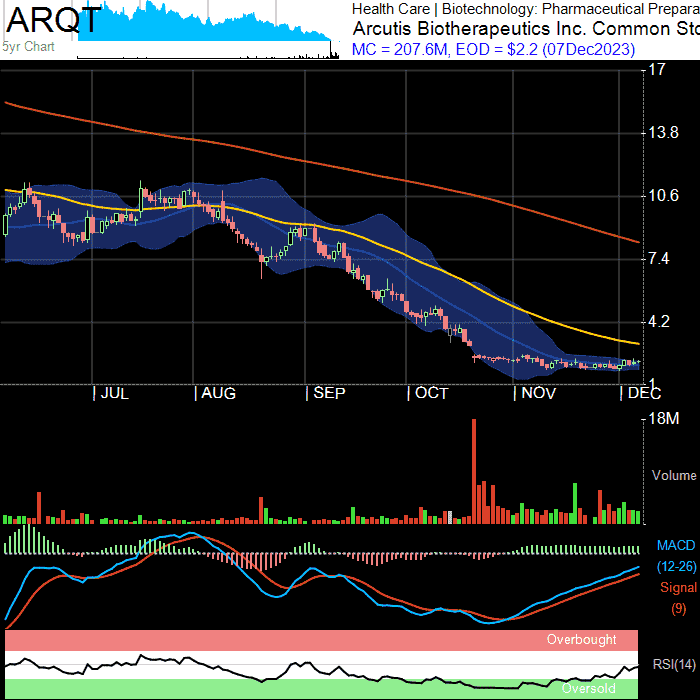 ARQT
5yr Chart
Health Care | Biotechnology: Pharmaceutical Prepara
Arcutis Biotherapeutics Inc. Common Sto
MC = 207.6M, EOD = $2.2 (07Dec2023)
17
13.8
10.6
7.4
4.2
1
| JUL | AUG | SEP | OCT | NOV | DEC
18M
Volume
MACD
(12-26)
Signal
(9)
Overbought
RSI(14)
Oversold